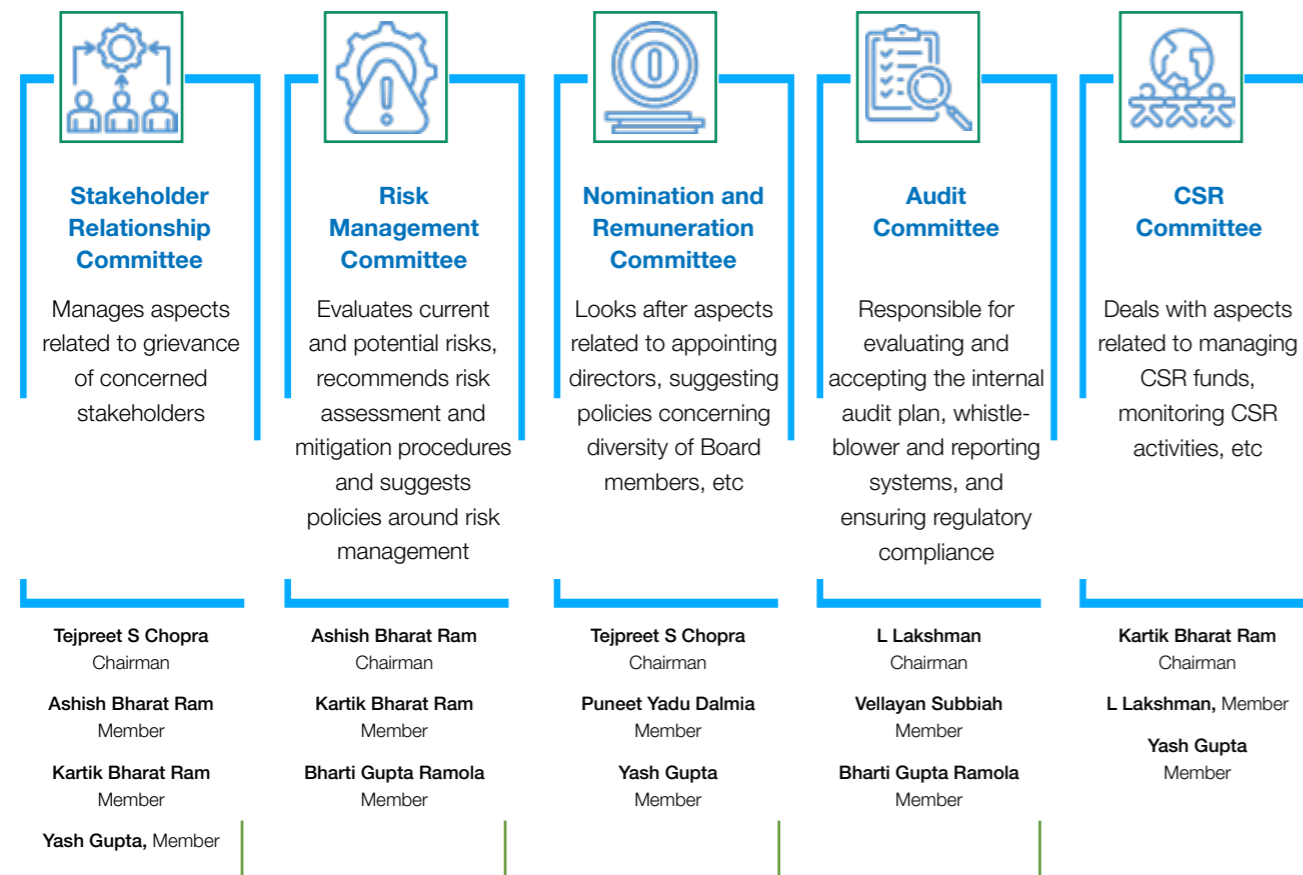 Stakeholder
Relationship
Committee
Manages aspects
related to grievance
of concerned
stakeholders
Tejpreet S Chopra
Chairman
Ashish Bharat Ram
Member
Kartik Bharat Ram
Member
Yash Gupta, Member
Risk
Management
Committee
Evaluates current
and potential risks,
recommends risk
assessment and
mitigation procedures
and suggests
policies around risk
management
Ashish Bharat Ram
Chairman
Kartik Bharat Ram
Member
Bharti Gupta Ramola
Member
Nomination and
Remuneration
Committee
Looks after aspects
related to appointing
directors, suggesting
policies concerning
diversity of Board
members, etc
Tejpreet S Chopra
Chairman
Puneet Yadu Dalmia
Member
Yash Gupta
Member
Audit
Committee
Responsible for
evaluating and
accepting the internal
audit plan, whistle-
blower and reporting
systems, and
ensuring regulatory
compliance
L Lakshman
Chairman
Vellayan Subbiah
Member
Bharti Gupta Ramola
Member
CSR
Committee
Deals with aspects
related to managing
CSR funds,
monitoring CSR
activities, etc
Kartik Bharat Ram
Chairman
L Lakshman, Member
Yash Gupta
Member